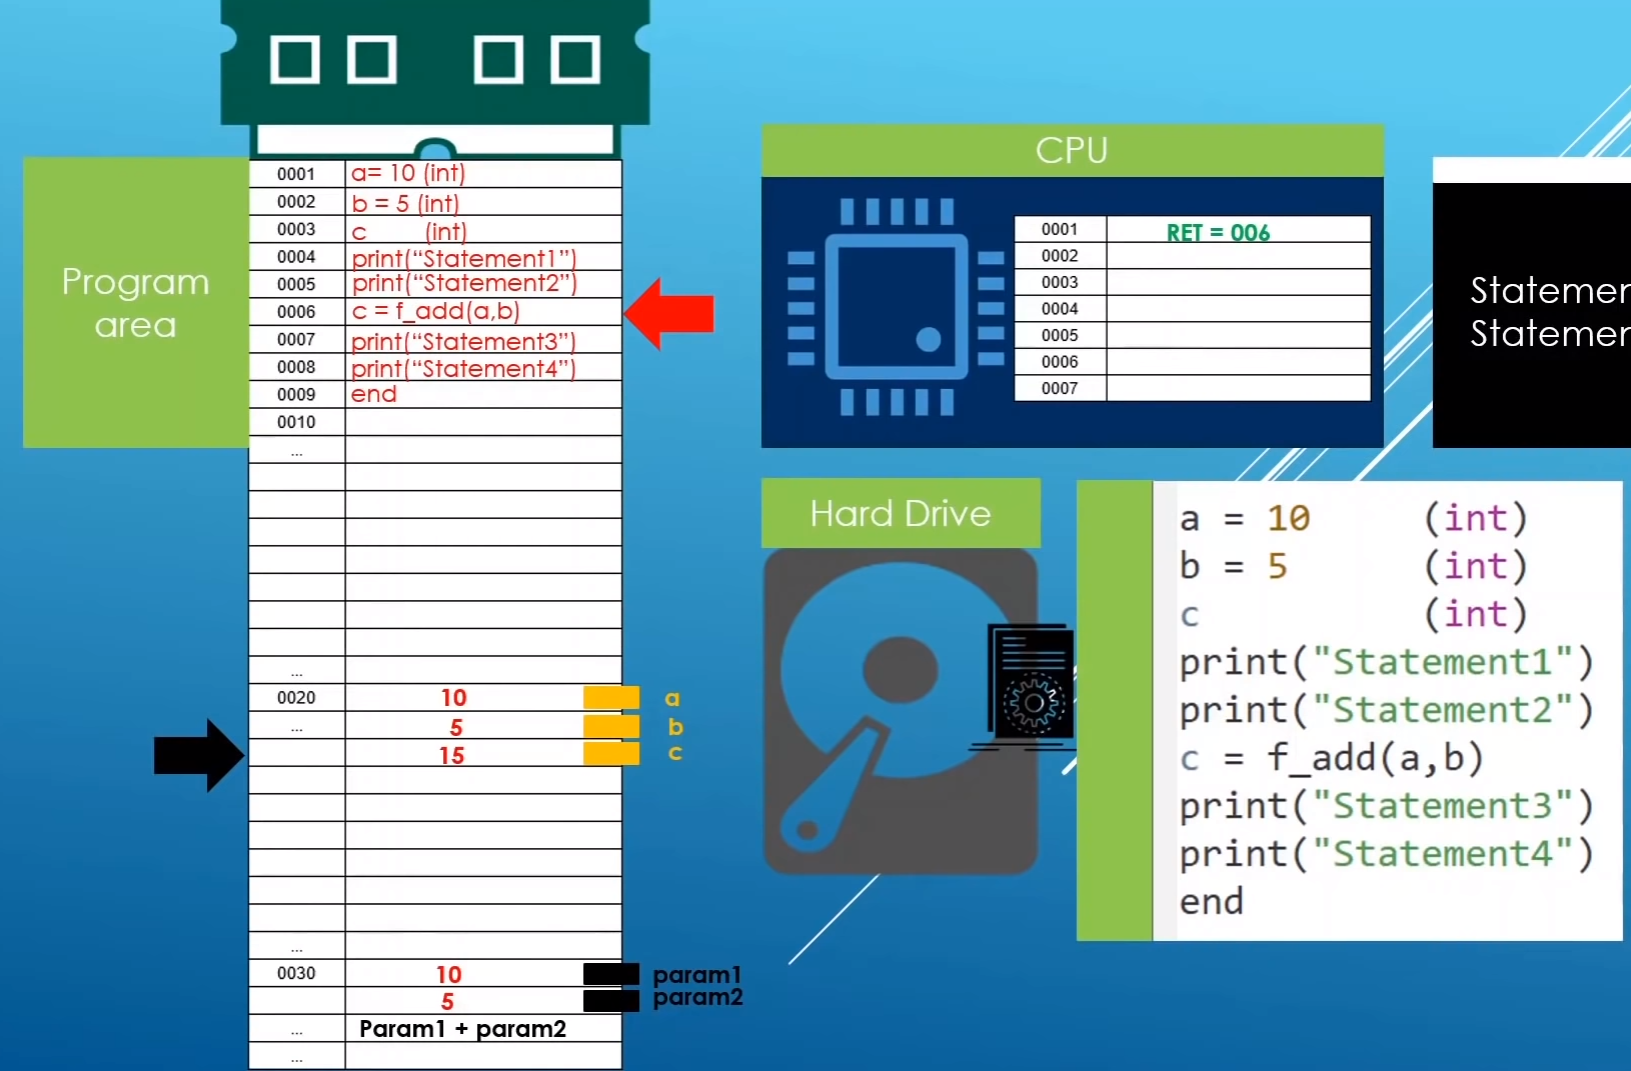 Program
area
0001 a= 10 (int)
0002 b = 5 (int)
0003 c (int)
0004 print(“Statement1”)
0005 print(“Statement2”)
0006 c = f_add(a,b)
0007 print(“Statement3”)
0008 print(“Statement4”)
0009 end
0010
...
...
0020 10 a
... 5 b
15 c
...
0030 10 param1
5 param2
... Param1 + param2
...
CPU
0001 RET = 006
0002
0003
0004
0005
0006
0007
Statemen
Statemen
Hard Drive
a = 10 (int)
b = 5 (int)
c (int)
print("Statement1")
print("Statement2")
c = f_add(a,b)
print("Statement3")
print("Statement4")
end